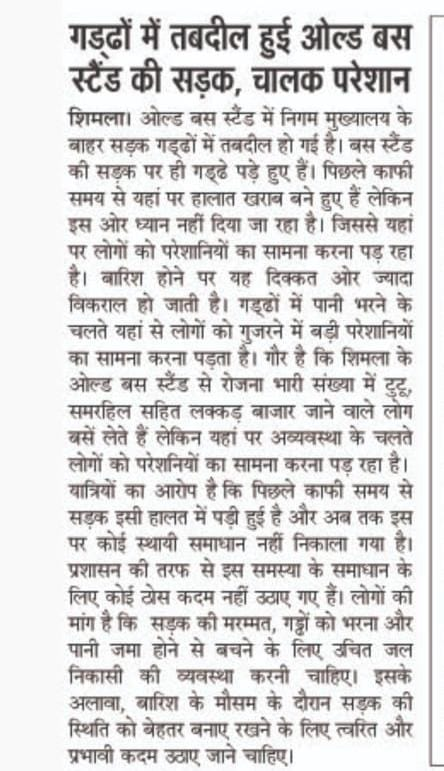 गड्ढों में तबदील हुई ओल्ड बस
स्टैंड की सड़क, चालक परेशान
शिमला। ओल्ड बस स्टैंड में निगम मुख्यालय के
बाहर सड़क गड्ढों में तबदील हो गई है। बस स्टैंड
की सड़क पर ही गड्ढे पड़े हुए हैं। पिछले काफी
समय से यहां पर हालात खराब बने हुए हैं लेकिन
इस ओर ध्यान नहीं दिया जा रहा है। जिससे यहां
पर लोगों को परेशानियों का सामना करना पड़ रहा
है। बारिश होने पर यह दिक्कत ओर ज्यादा
विकराल हो जाती है। गड्ढों में पानी भरने के
चलते यहां से लोगों को गुजरने में बड़ी परेशानियों
का सामना करना पड़ता है। गौर है कि शिमला के
ओल्ड बस स्टैंड से रोजना भारी संख्या में टुटू,
समरहिल सहित लक्कड़ बाजार जाने वाले लोग
बसें लेते हैं लेकिन यहां पर अव्यवस्था के चलते
लोगों को परेशनियों का सामना करना पड़ रहा है।
यात्रियों का आरोप है कि पिछले काफी समय से
सड़क इसी हालत में पड़ी हुई है और अब तक इस
पर कोई स्थायी समाधान नहीं निकाला गया है।
प्रशासन की तरफ से इस समस्या के समाधान के
लिए कोई ठोस कदम नहीं उठाए गए हैं। लोगों की
मांग है कि सड़क की मरम्मत, गड्ढों को भरना और
पानी जमा होने से बचने के लिए उचित जल
निकासी की व्यवस्था करनी चाहिए। इसके
अलावा, बारिश के मौसम के दौरान सड़क की
स्थिति को बेहतर बनाए रखने के लिए त्वरित और
प्रभावी कदम उठाए जाने चाहिए।